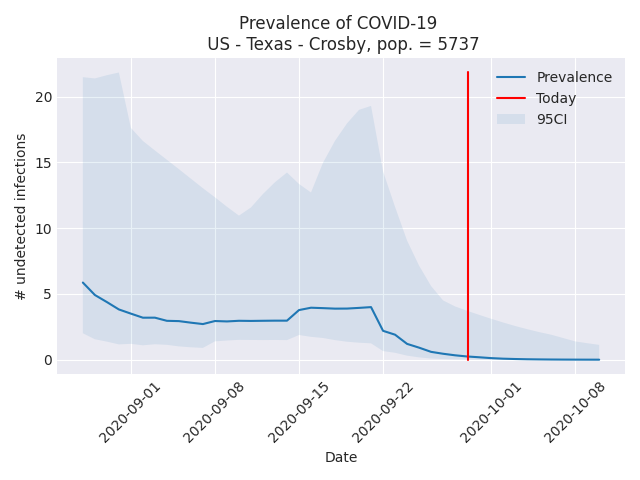 Prevalence of COVID-19
US - Texas - Crosby, pop. = 5737
Prevalence
Today
95CI
# undetected infections
20
15
10
5
0
2020-09-01
2020-09-08
2020-09-15
2020-09-22
2020-10-01
2020-10-08
Date